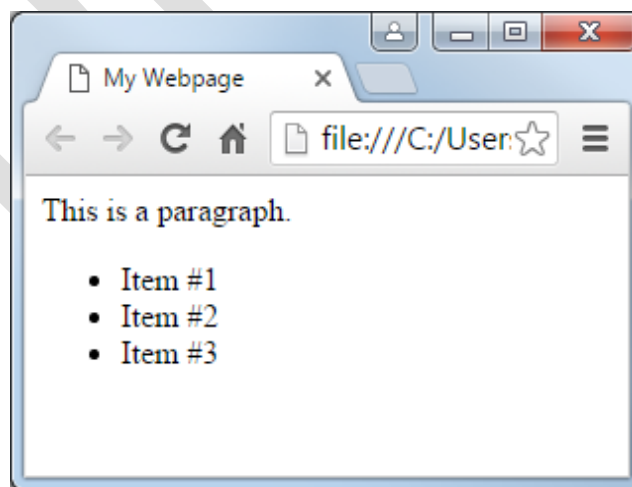 My Webpage
file:///C:/User
This is a paragraph.
Item #1
Item #2
Item #3